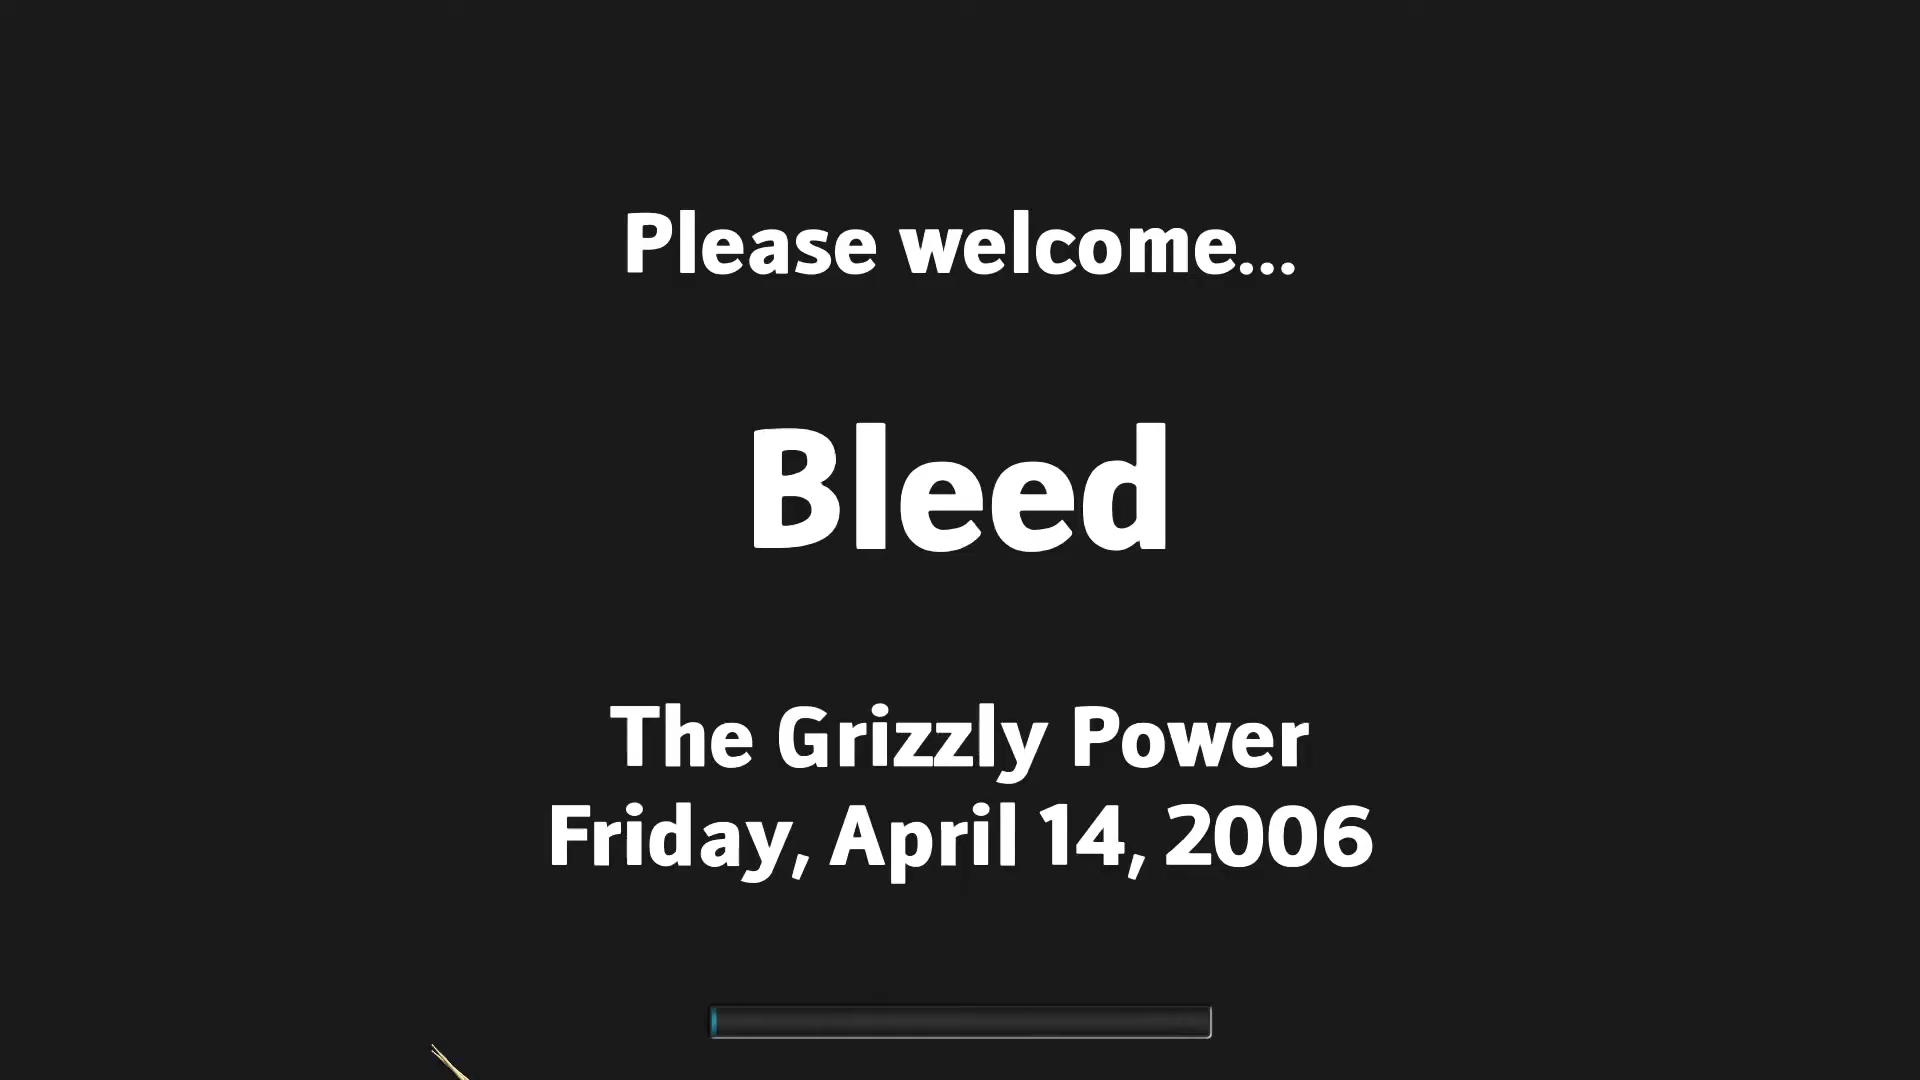 Please welcome...
Bleed
The Grizzly Power
Friday, April 14, 2006